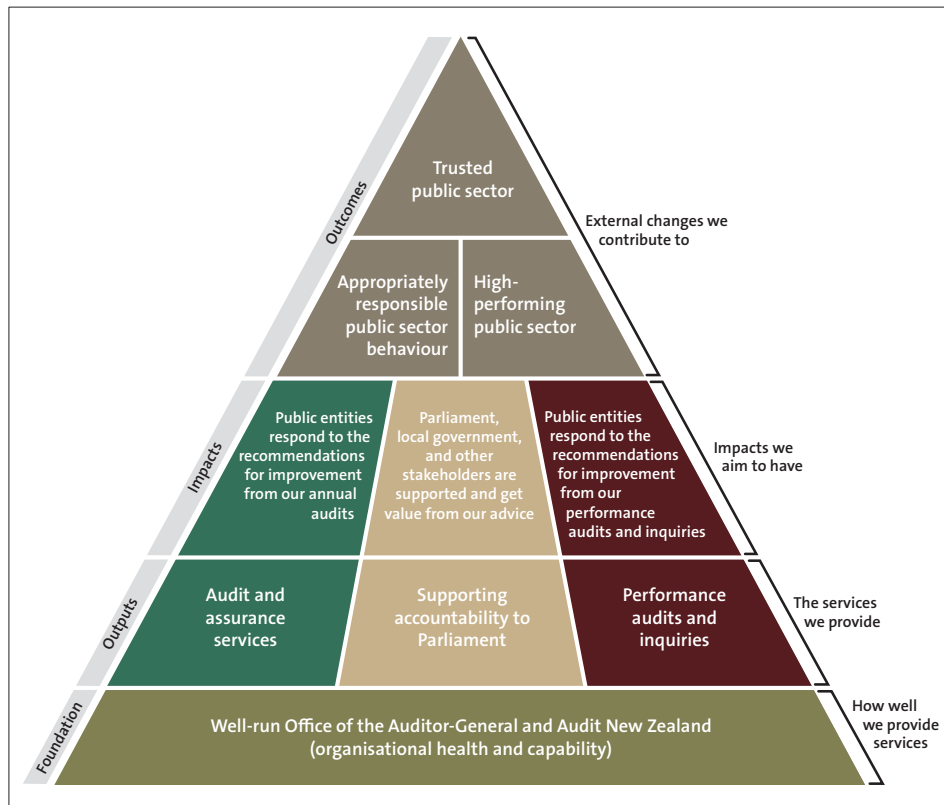 Outcomes
Trusted
public sector
External changes we
contribute to
Appropriately
responsible
public sector
behaviour
High-
performing
public sector
Impacts
Public entities
respond to the
recommendations
for improvement
from our annual
audits
Parliament,
local government,
and other
stakeholders are
supported and get
value from our advice
Public entities
respond to the
recommendations
for improvement
from our
performance
audits and inquiries
Impacts we
aim to have
Outputs
Audit and
assurance
services
Supporting
accountability to
Parliament
Performance
audits and
inquiries
The services
we provide
Foundation
Well-run Office of the Auditor-General and Audit New Zealand
(organisational health and capability)
How well
we provide
services